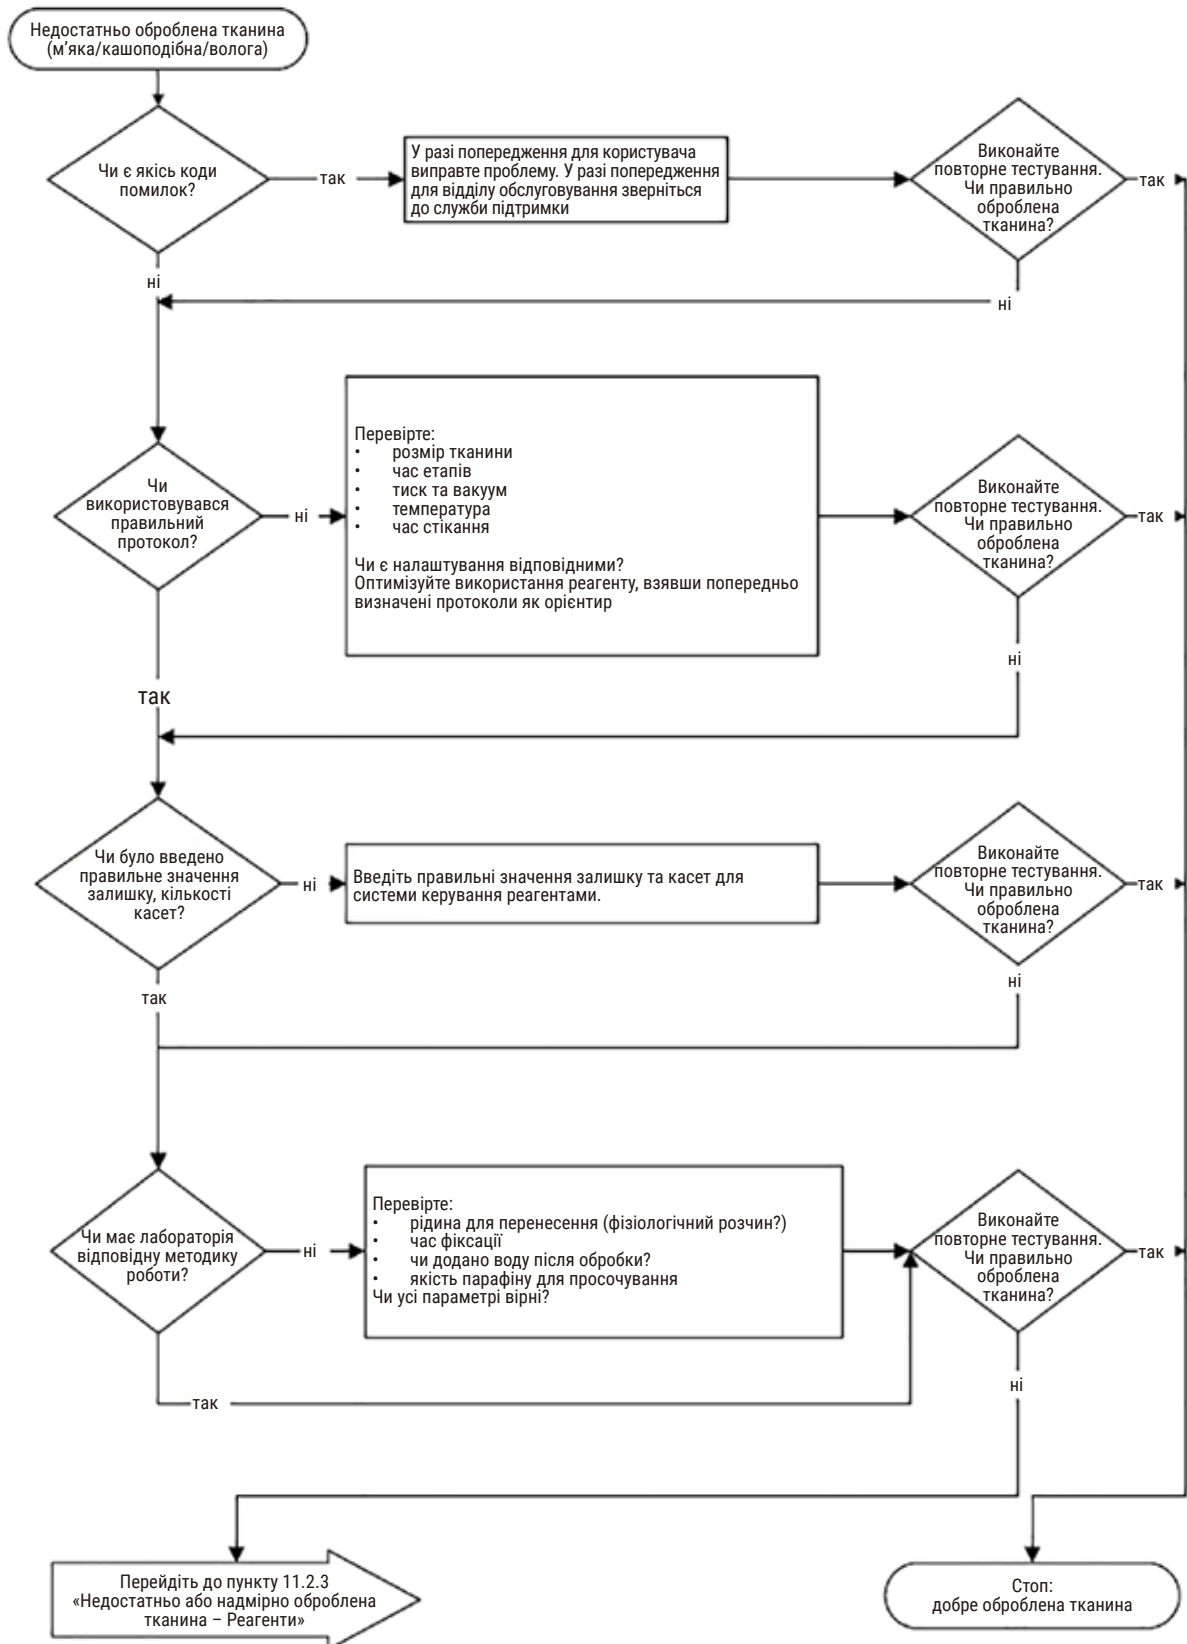 Недостатньо оброблена тканина
(м’яка/кашоподібна/волога)
Чи є якісь коди
помилок?
так
У разі попередження для користувача
виправте проблему. У разі попередження
для відділу обслуговування зверніться
до служби підтримки
Виконайте
повторне тестування.
Чи правильно
оброблена
тканина?
так
ні
ні
Чи
використовувався
правильний
протокол?
ні
Перевірте:
• розмір тканини
• час етапів
• тиск та вакуум
• температура
• час стікання
Чи є налаштування відповідними?
Оптимізуйте використання реагенту, взявши попередньо
визначені протоколи як орієнтир
Виконайте
повторне тестування.
Чи правильно
оброблена
тканина?
так
ні
так
Чи було введено
правильне значення
залишку, кількості
касет?
ні
Введіть правильні значення залишку та касет для
системи керування реагентами.
Виконайте
повторне тестування.
Чи правильно
оброблена
тканина?
так
ні
так
Чи має лабораторія
відповідну методику
роботи?
ні
Перевірте:
• рідина для перенесення (фізіологічний розчин?)
• час фіксації
• чи додано воду після обробки?
• якість парафіну для просочування
Чи усі параметрі вірні?
Виконайте
повторне тестування.
Чи правильно
оброблена
тканина?
так
ні
так
Перейдіть до пункту 11.2.3
«Недостатньо або надмірно оброблена
тканина – Реагенти»
Стоп:
добре оброблена тканина